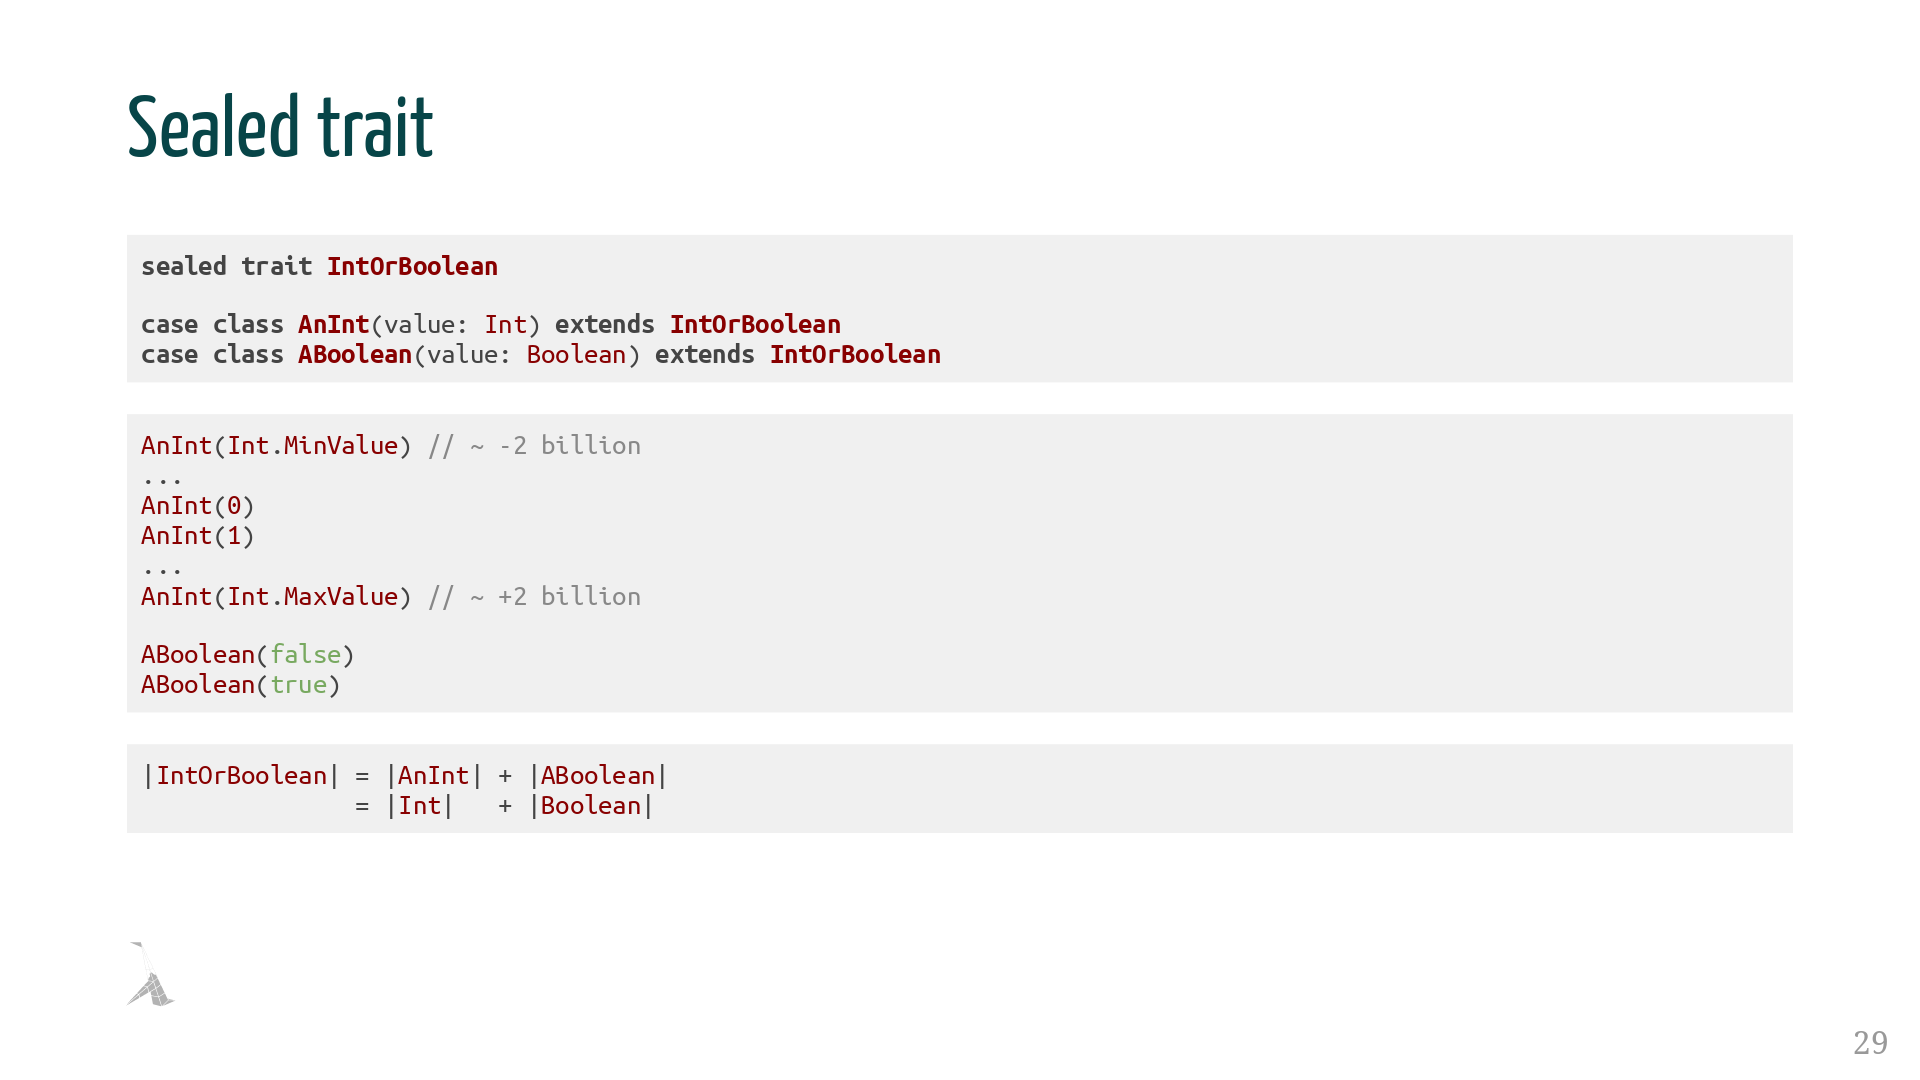 Sealed trait
sealed trait IntOrBoolean
case class AnInt(value: Int) extends IntOrBoolean
case class ABoolean(value: Boolean) extends IntOrBoolean
AnInt(Int.MinValue) // ~ -2 billion
...
AnInt(0)
AnInt(1)
...
AnInt(Int.MaxValue) // ~ +2 billion
ABoolean(false)
ABoolean(true)
|IntOrBoolean| = |AnInt| + |ABoolean|
= |Int|   + |Boolean|
29